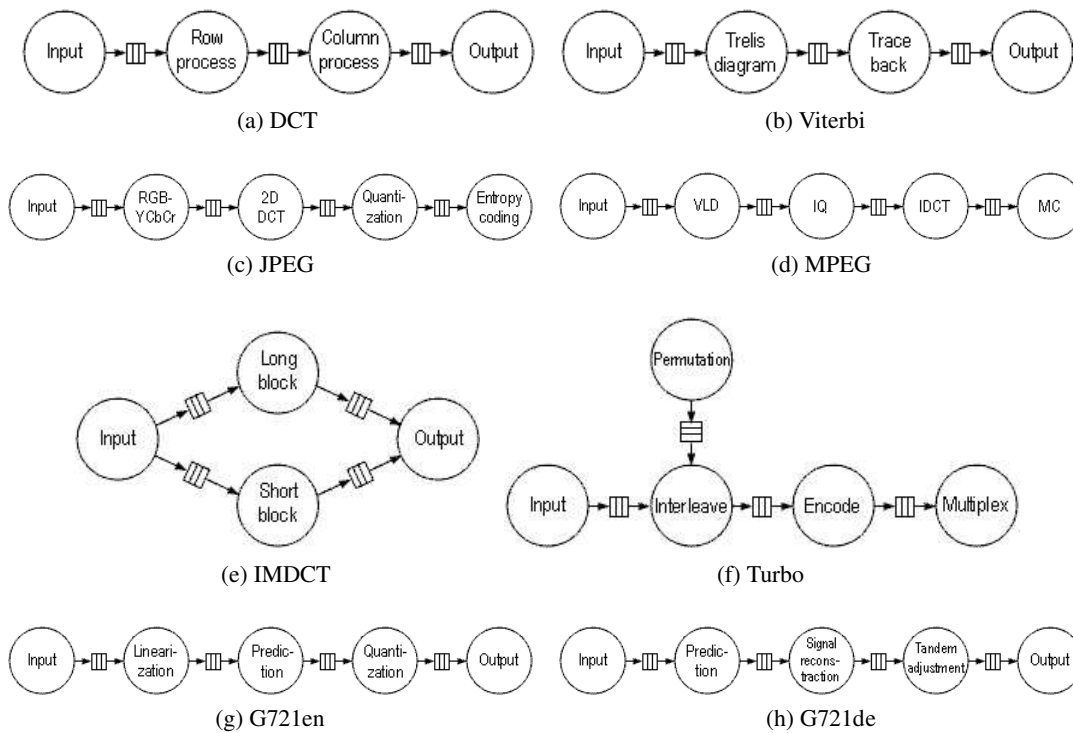 Input
Row
process
Column
process
Output
(a) DCT
Input
Trelis
diagram
Trace
back
Output
(b) Viterbi
Input
RGB-
YCbCr
2D
DCT
Quanti-
zation
Entropy
coding
(c) JPEG
Input
VLD
IQ
IDCT
MC
(d) MPEG
Input
Long
block
Short
block
Output
(e) IMDCT
Permutation
Input
Interleave
Encode
Multiplex
(f) Turbo
Input
Lineari-
zation
Predic-
tion
Quanti-
zation
Output
(g) G721en
Input
Predic-
tion
Signal
recons-
traction
Tandem
adjustment
Output
(h) G721de